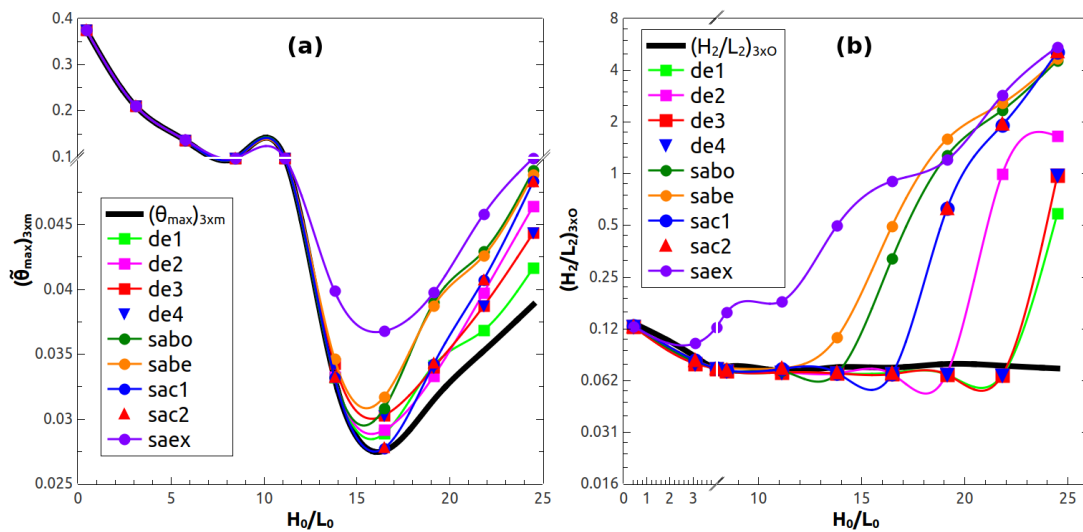 (a)
0.4
0.3
0.2
0.1
0.045
0.04
0.035
0.03
0.025
(θ̃max)3xm
(θmax)3xm
de1
de2
de3
de4
sabo
sabe
sac1
sac2
saex
0 5 10 15 20 25
H0/L0
(b)
8
4
2
1
0.5
0.25
0.12
0.062
0.031
0.016
(H2/L2)3xO
(H2/L2)3xO
de1
de2
de3
de4
sabo
sabe
sac1
sac2
saex
0 1 2 3 10 15 20 25
H0/L0